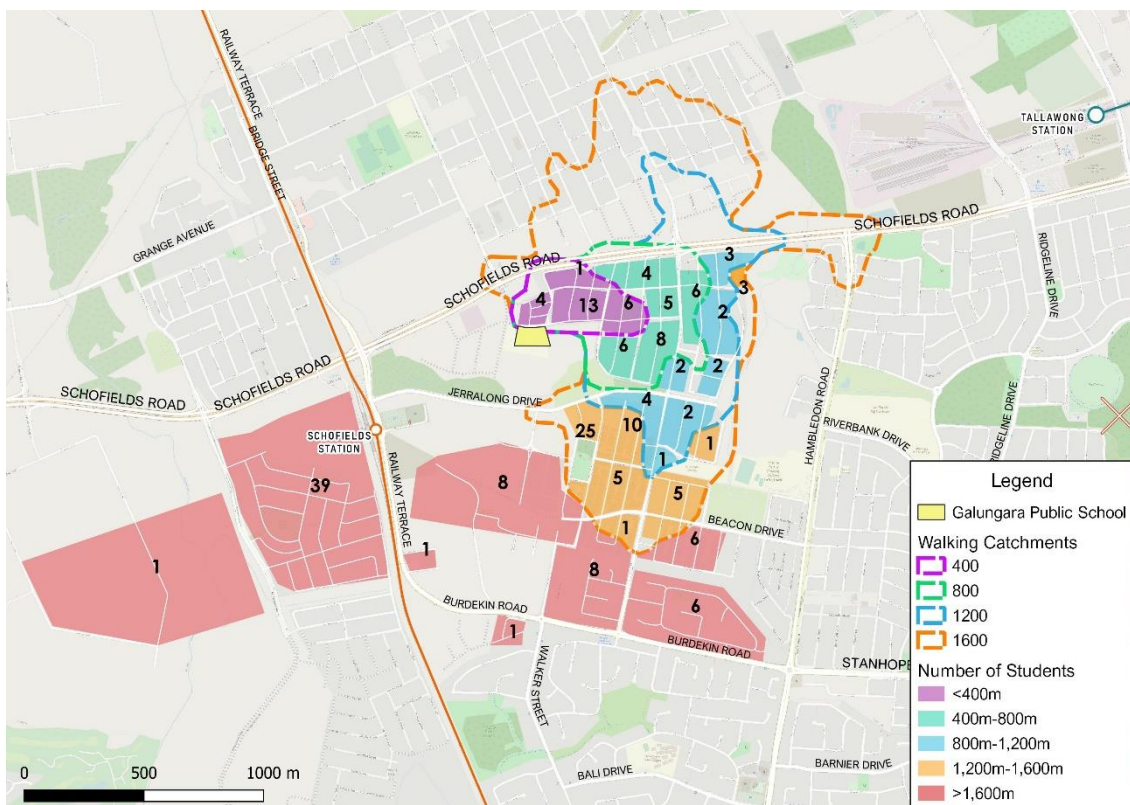 RAILWAY TERRACE
BRIDGE STREET
TALLAWONG
STATION
GRANGE AVENUE
SCHOFIELDS ROAD
SCHOFIELDS ROAD
RIDGELINE DRIVE
1
4
3
3
4
13
6
5
6
2
6
8
2
2
SCHOFIELDS ROAD
SCHOFIELDS ROAD
JERRALONG DRIVE
4
2
HAMBLEDON ROAD
RIDGELINE DRIVE
RIVERBANK DRIVE
SCHOFIELDS
STATION
25
10
1
1
39
8
5
5
RAILWAY TERRACE
1
BEACON DRIVE
6
1
1
8
6
BURDEKIN ROAD
1
BURDEKIN ROAD
WALKER STREET
STANHOPE
BALI DRIVE
BARNIER DRIVE
0 500 1000 m
Legend
Galungara Public School
Walking Catchments
400
800
1200
1600
Number of Students
<400m
400m-800m
800m-1,200m
1,200m-1,600m
>1,600m